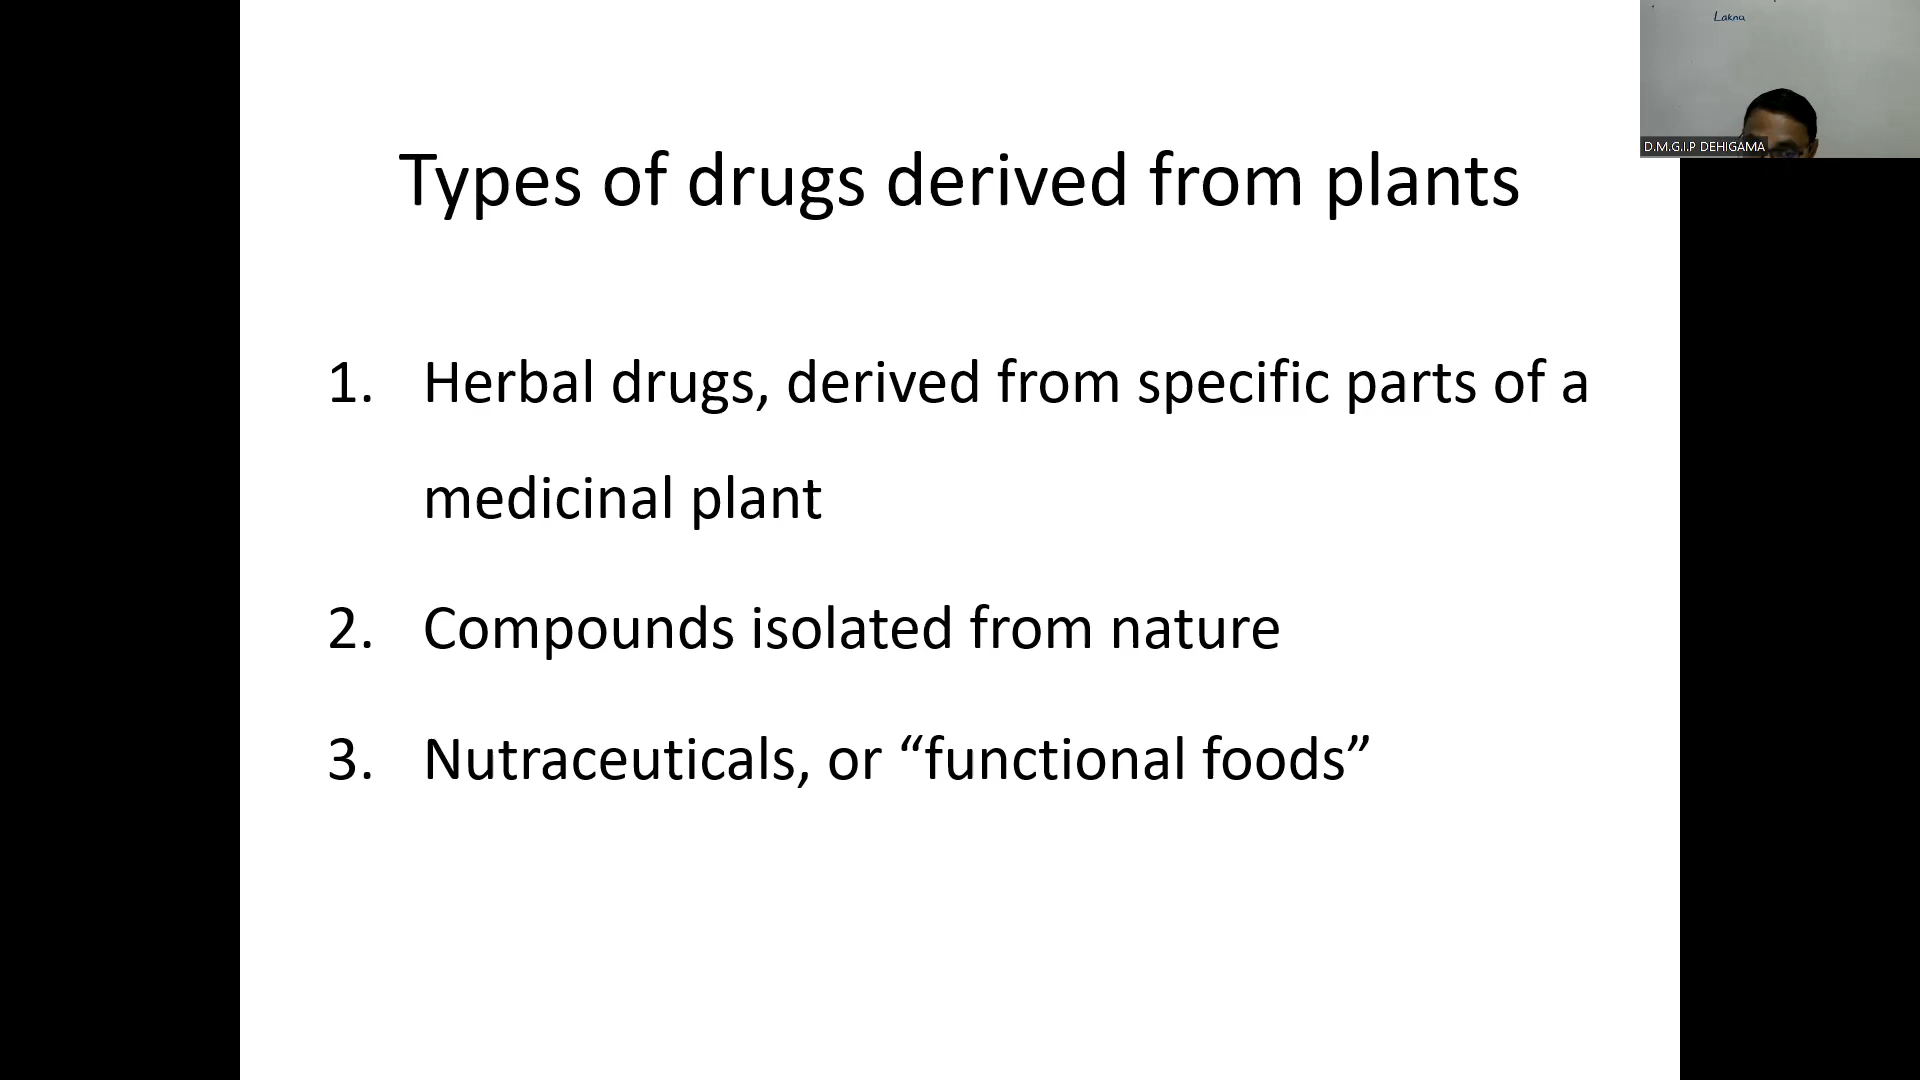 Lakna
D.M.G.I.P DEHIGAMA
Types of drugs derived from plants
1. Herbal drugs, derived from specific parts of a
medicinal plant
2. Compounds isolated from nature
3. Nutraceuticals, or “functional foods”